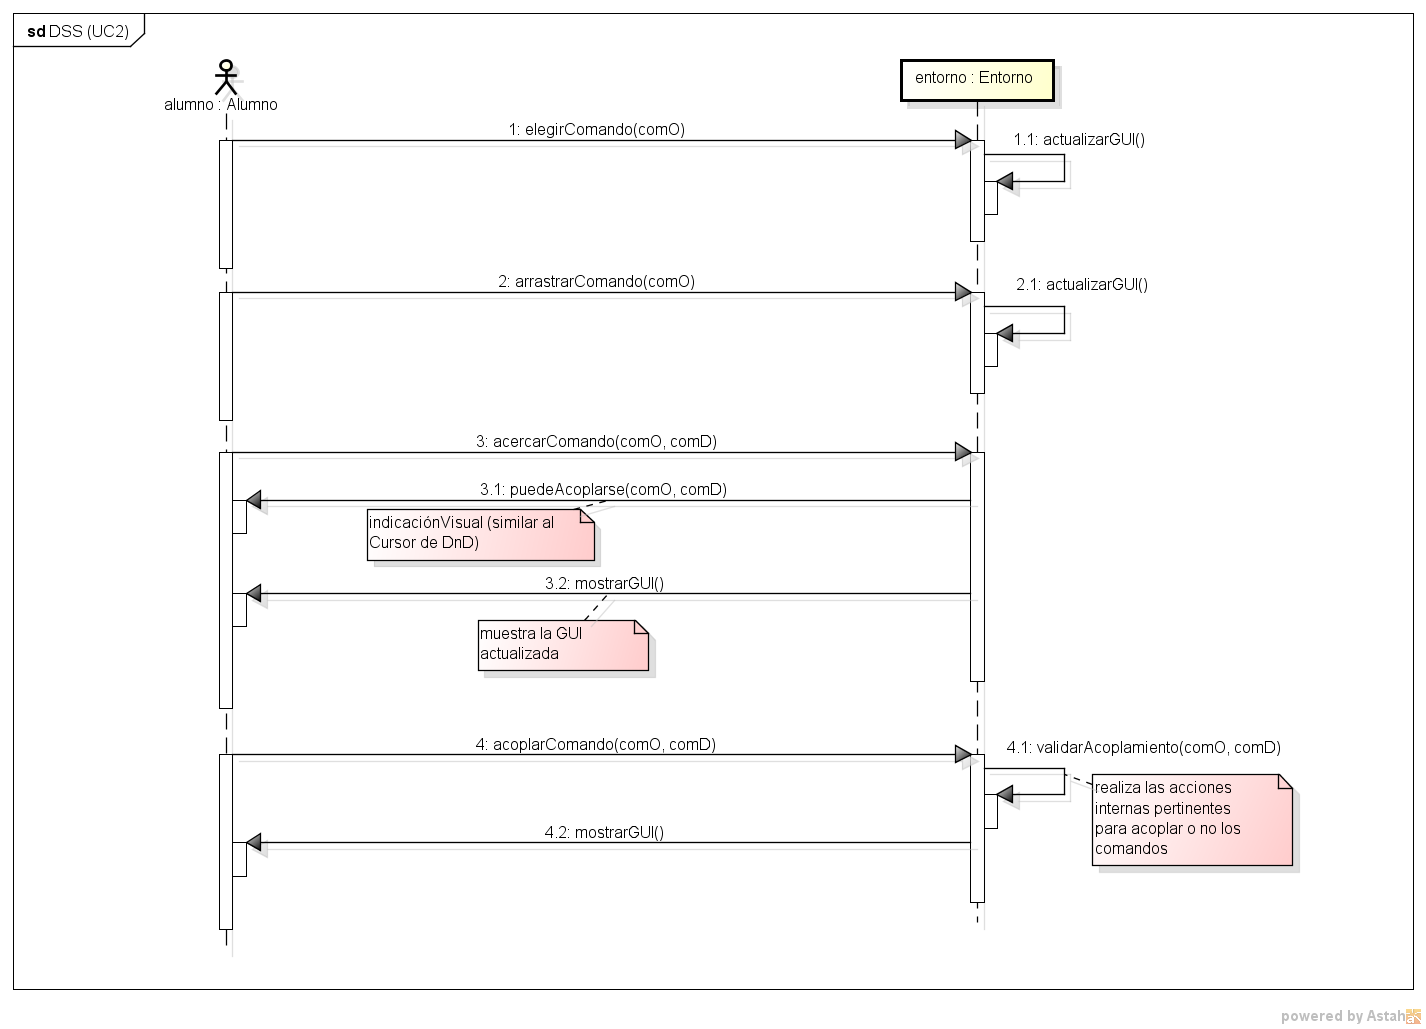 sd DSS (UC2)
alumno : Alumno
entorno : Entorno
1: elegirComando(comO)
1.1: actualizarGUI()
2: arrastrarComando(comO)
2.1: actualizarGUI()
3: acercarComando(comO, comD)
3.1: puedeAcoplarse(comO, comD)
indicaciónVisual (similar al
Cursor de DnD)
3.2: mostrarGUI()
muestra la GUI
actualizada
4: acoplarComando(comO, comD)
4.1: validarAcoplamiento(comO, comD)
realiza las acciones
internas pertinentes
para acoplar o no los
comandos
4.2: mostrarGUI()
powered by Astah